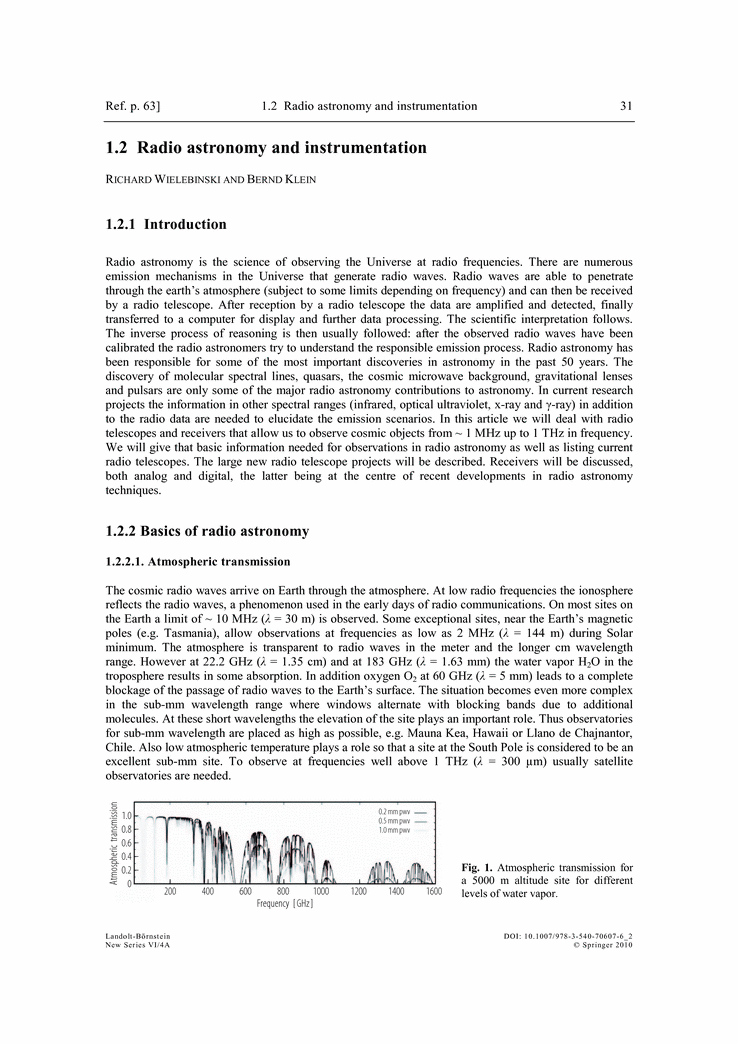 Ref. p. 63] 1.2 Radio astronomy and instrumentation 31
1.2 Radio astronomy and instrumentation
RICHARD WIELEBINSKI AND BERND KLEIN
1.2.1 Introduction
Radio astronomy is the science of observing the Universe at radio frequencies. There are numerous
emission mechanisms in the Universe that generate radio waves. Radio waves are able to penetrate
through the earth's atmosphere (subject to some limits depending on frequency) and can then be received
by a radio telescope. After reception by a radio telescope the data are amplified and detected, finally
transferred to a computer for display and further data processing. The scientific interpretation follows.
The inverse process of reasoning is then usually followed: after the observed radio waves have been
calibrated the radio astronomers try to understand the responsible emission process. Radio astronomy has
been responsible for some of the most important discoveries in astronomy in the past 50 years. The
discovery of molecular spectral lines, quasars, the cosmic microwave background, gravitational lenses
and pulsars are only some of the major radio astronomy contributions to astronomy. In current research
projects the information in other spectral ranges (infrared, optical ultraviolet, x-ray and γ-ray) in addition
to the radio data are needed to elucidate the emission scenarios. In this article we will deal with radio
telescopes and receivers that allow us to observe cosmic objects from ~ 1 MHz up to 1 THz in frequency.
We will give that basic information needed for observations in radio astronomy as well as listing current
radio telescopes. The large new radio telescope projects will be described. Receivers will be discussed,
both analog and digital, the latter being at the centre of recent developments in radio astronomy
techniques.
1.2.2 Basics of radio astronomy
1.2.2.1. Atmospheric transmission
The cosmic radio waves arrive on Earth through the atmosphere. At low radio frequencies the ionosphere
reflects the radio waves, a phenomenon used in the early days of radio communications. On most sites on
the Earth a limit of ~ 10 MHz (λ = 30 m) is observed. Some exceptional sites, near the Earth's magnetic
poles (e.g. Tasmania), allow observations at frequencies as low as 2 MHz (λ = 144 m) during Solar
minimum. The atmosphere is transparent to radio waves in the meter and the longer cm wavelength
range. However at 22.2 GHz (λ = 1.35 cm) and at 183 GHz (λ = 1.63 mm) the water vapor H₂O in the
troposphere results in some absorption. In addition oxygen O₂ at 60 GHz (λ = 5 mm) leads to a complete
blockage of the passage of radio waves to the Earth's surface. The situation becomes even more complex
in the sub-mm wavelength range where windows alternate with blocking bands due to additional
molecules. At these short wavelengths the elevation of the site plays an important role. Thus observatories
for sub-mm wavelength are placed as high as possible, e.g. Mauna Kea, Hawaii or Llano de Chajnantor,
Chile. Also low atmospheric temperature plays a role so that a site at the South Pole is considered to be an
excellent sub-mm site. To observe at frequencies well above 1 THz (λ = 300 µm) usually satellite
observatories are needed.
Atmospheric transmission
1.0
0.8
0.6
0.4
0.2
0
0.2 mm pwv
0.5 mm pwv
1.0 mm pwv
200 400 600 800 1000 1200 1400 1600
Frequency [GHz]
Fig. 1. Atmospheric transmission for
a 5000 m altitude site for different
levels of water vapor.
Landolt-Börnstein DOI: 10.1007/978-3-540-70607-6_2
New Series VI/4A © Springer 2010